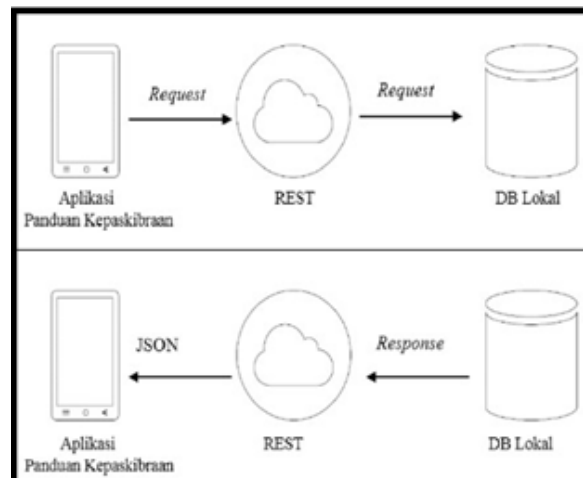 Request
Request
Aplikasi
Panduan Kepaskibraan
REST
DB Lokal
JSON
Response
Aplikasi
Panduan Kepaskibraan
REST
DB Lokal